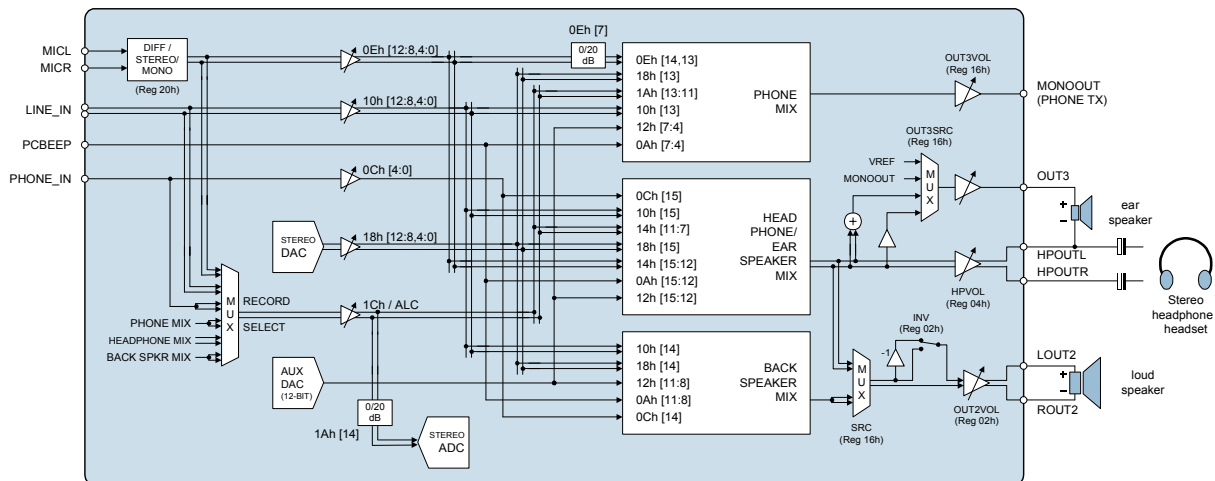 MICL
MICR
LINE_IN
PCBEEP
PHONE_IN
DIFF /
STEREO/
MONO
(Reg 20h)
0Eh [12:8,4:0]
10h [12:8,4:0]
0Ch [4:0]
STEREO
DAC
18h [12:8,4:0]
M
U
X
RECORD
SELECT
PHONE MIX
HEADPHONE MIX
BACK SPKR MIX
1Ch / ALC
AUX
DAC
(12-BIT)
0/20
dB
1Ah [14]
STEREO
ADC
0Eh [7]
0/20
dB
0Eh [14,13]
18h [13]
1Ah [13:11]
10h [13]
12h [7:4]
0Ah [7:4]
PHONE
MIX
0Ch [15]
10h [15]
14h [11:7]
18h [15]
14h [15:12]
0Ah [15:12]
12h [15:12]
HEAD
PHONE/
EAR
SPEAKER
MIX
10h [14]
18h [14]
12h [11:8]
0Ah [11:8]
0Ch [14]
BACK
SPEAKER
MIX
OUT3VOL
(Reg 16h)
OUT3SRC
(Reg 16h)
VREF
MONOOUT
M
U
X
+
HPVOL
(Reg 04h)
INV
(Reg 02h)
-1
M
U
X
SRC
(Reg 16h)
OUT2VOL
(Reg 02h)
MONOOUT
(PHONE TX)
OUT3
+
−
ear
speaker
HPOUTL
HPOUTR
Stereo
headphone
headset
LOUT2
+
−
loud
speaker
ROUT2